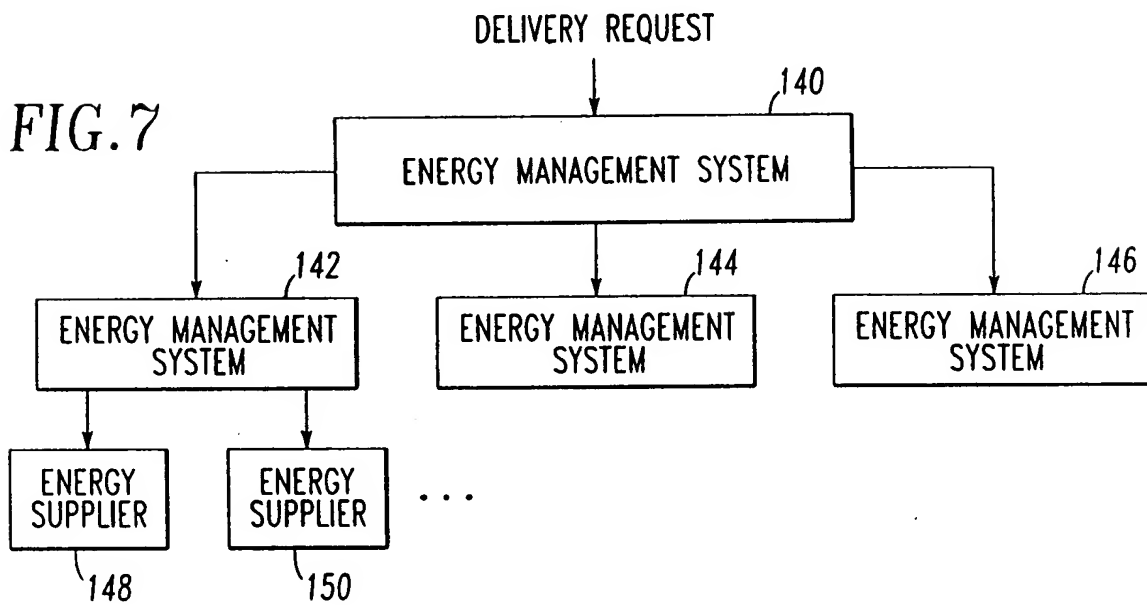 DELIVERY REQUEST
FIG. 7
140
ENERGY MANAGEMENT SYSTEM
142
144
146
ENERGY MANAGEMENT
SYSTEM
ENERGY MANAGEMENT
SYSTEM
ENERGY MANAGEMENT
SYSTEM
ENERGY
SUPPLIER
ENERGY
SUPPLIER
...
148
150